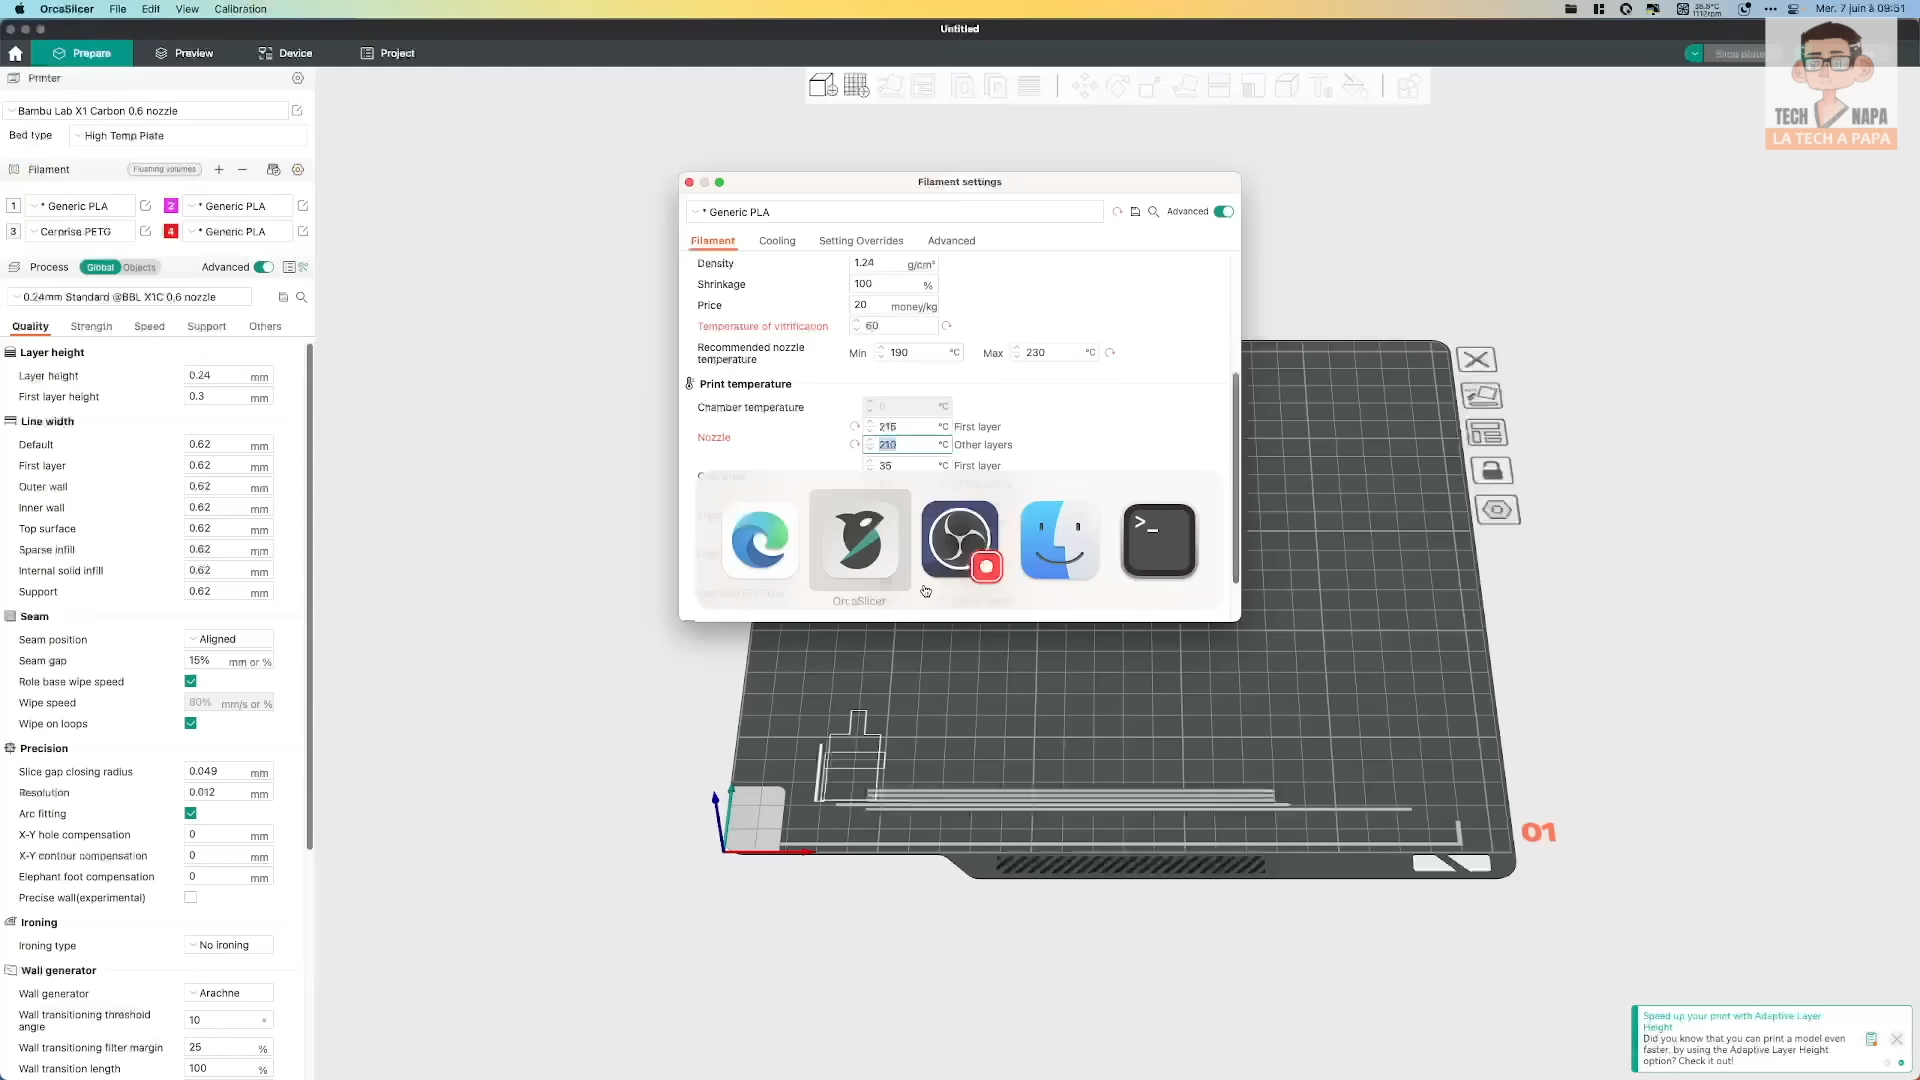 OrcaSlicer File Edit View Calibration
35.5°C
1112rpm
Mer. 7 juin à 09:51
Untitled
Prepare Preview Device Project
Slice plate
TECH NAPA
LA TECH A PAPA
Printer
Bambu Lab X1 Carbon 0.6 nozzle
Bed type High Temp Plate
Filament Flushing volumes + −
1 * Generic PLA 2 * Generic PLA
3 Cerprise PETG 4 * Generic PLA
Process Global Objects Advanced
0.24mm Standard @BBL X1C 0.6 nozzle
Quality Strength Speed Support Others
Layer height
Layer height 0.24 mm
First layer height 0.3 mm
Line width
Default 0.62 mm
First layer 0.62 mm
Outer wall 0.62 mm
Inner wall 0.62 mm
Top surface 0.62 mm
Sparse infill 0.62 mm
Internal solid infill 0.62 mm
Support 0.62 mm
Seam
Seam position Aligned
Seam gap 15% mm or %
Role base wipe speed
Wipe speed 80% mm/s or %
Wipe on loops
Precision
Slice gap closing radius 0.049 mm
Resolution 0.012 mm
Arc fitting
X-Y hole compensation 0 mm
X-Y contour compensation 0 mm
Elephant foot compensation 0 mm
Precise wall(experimental)
Ironing
Ironing type No ironing
Wall generator
Wall generator Arachne
Wall transitioning threshold
angle 10 °
Wall transitioning filter margin 25 %
Wall transition length 100 %
Filament settings
* Generic PLA Advanced
Filament Cooling Setting Overrides Advanced
Density 1.24 g/cm³
Shrinkage 100 %
Price 20 money/kg
Temperature of vitrification 60
Recommended nozzle
temperature Min 190 °C Max 230 °C
Print temperature
Chamber temperature 0 °C
Nozzle 215 °C First layer
210 °C Other layers
35 °C First layer
>_
OrcaSlicer
01
Speed up your print with Adaptive Layer
Height
Did you know that you can print a model even
faster, by using the Adaptive Layer Height
option? Check it out!